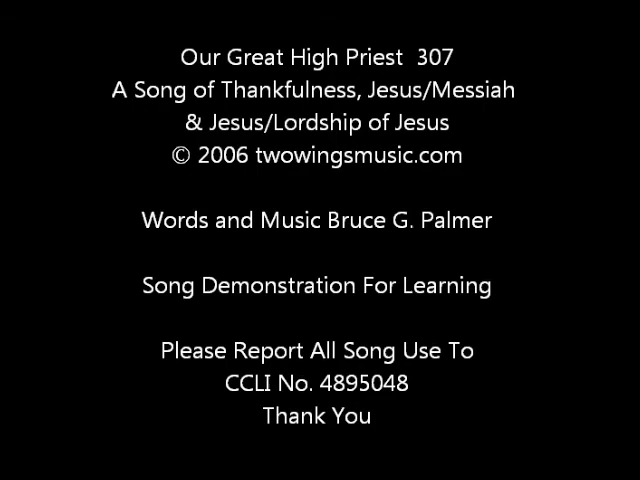 Our Great High Priest  307
A Song of Thankfulness, Jesus/Messiah
& Jesus/Lordship of Jesus
© 2006 twowingsmusic.com
Words and Music Bruce G. Palmer
Song Demonstration For Learning
Please Report All Song Use To
CCLI No. 4895048
Thank You